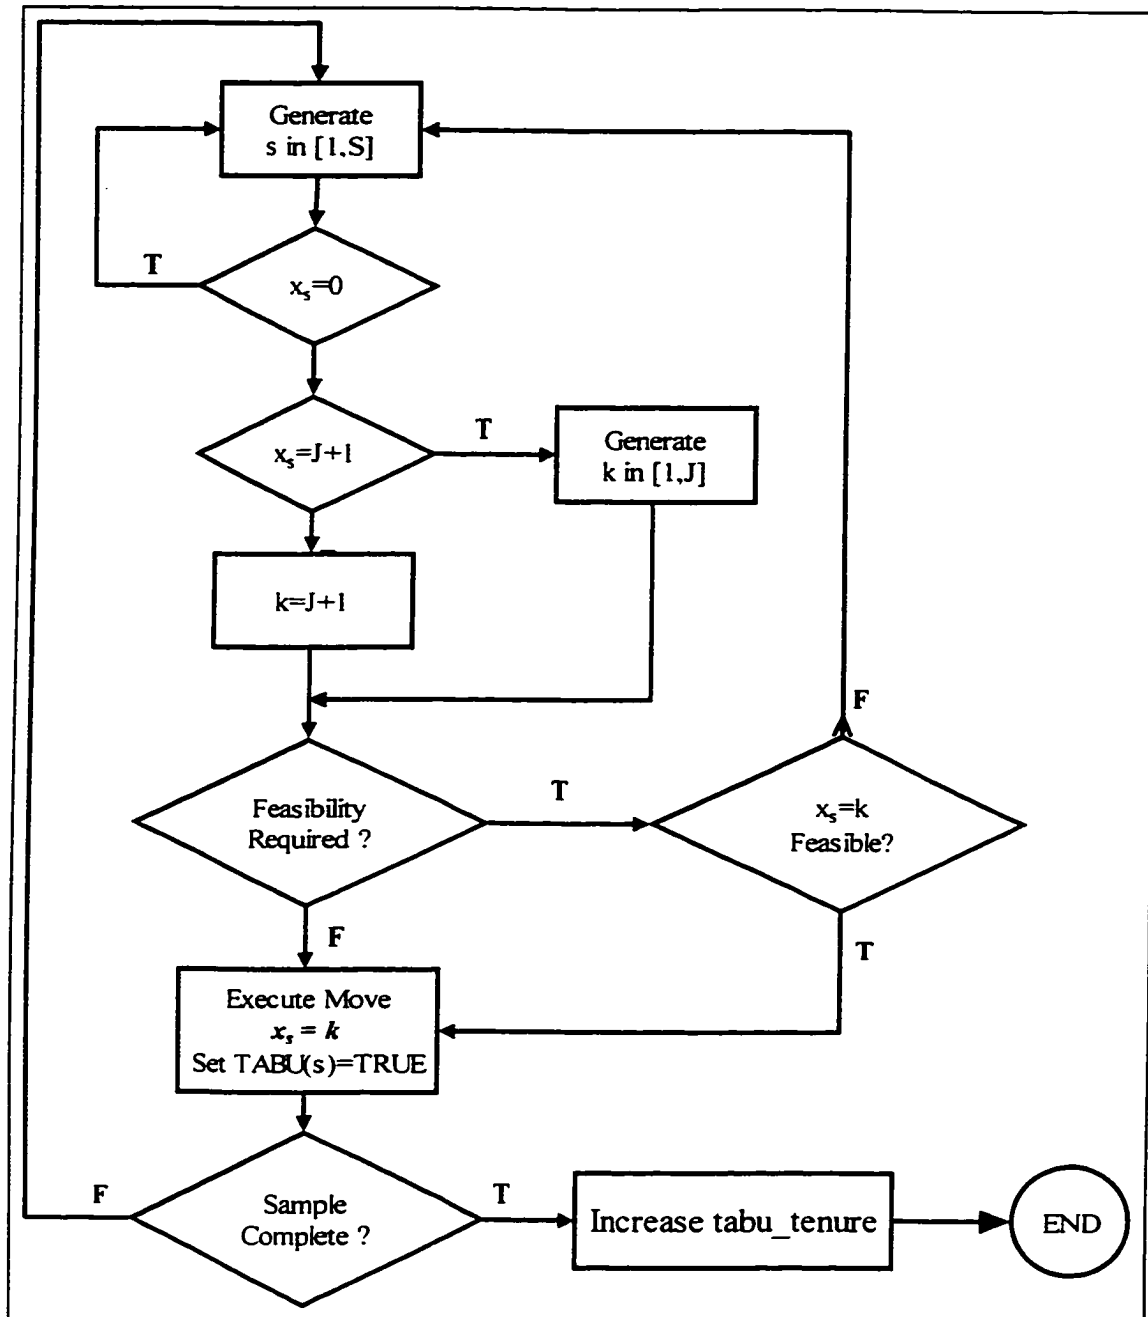 Generate
s in [1,S]
T
x_s=0
x_s=J+1
T
Generate
k in [1,J]
k=J+1
F
Feasibility
Required ?
T
x_s=k
Feasible?
F
T
Execute Move
x_s = k
Set TABU(s)=TRUE
F
Sample
Complete ?
T
Increase tabu_tenure
END